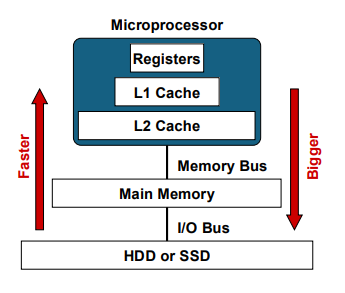 Microprocessor
Registers
L1 Cache
L2 Cache
Faster
Bigger
Memory Bus
Main Memory
I/O Bus
HDD or SSD